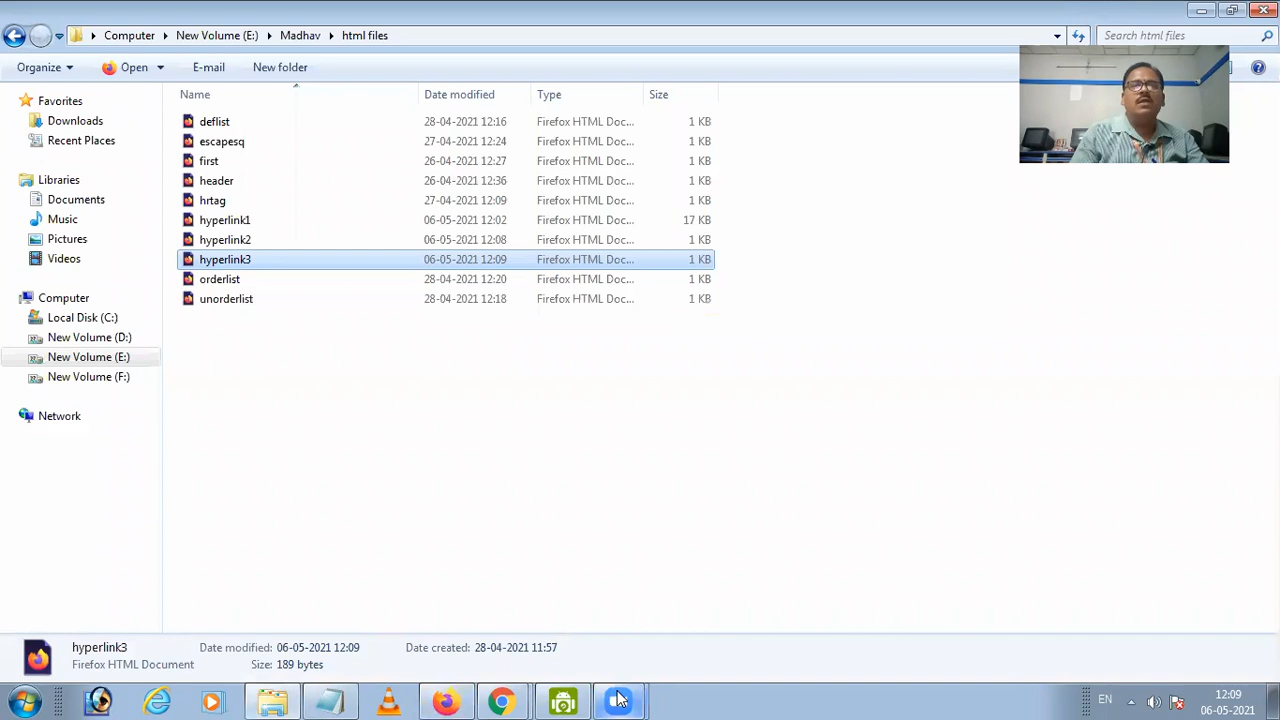 Computer New Volume (E:) Madhav html files
Search html files
Organize Open E-mail New folder
Name Date modified Type Size
Favorites
Downloads
Recent Places
Libraries
Documents
Music
Pictures
Videos
Computer
Local Disk (C:)
New Volume (D:)
New Volume (E:)
New Volume (F:)
Network
deflist 28-04-2021 12:16 Firefox HTML Doc... 1 KB
escapesq 27-04-2021 12:24 Firefox HTML Doc... 1 KB
first 26-04-2021 12:27 Firefox HTML Doc... 1 KB
header 26-04-2021 12:36 Firefox HTML Doc... 1 KB
hrtag 27-04-2021 12:09 Firefox HTML Doc... 1 KB
hyperlink1 06-05-2021 12:02 Firefox HTML Doc... 17 KB
hyperlink2 06-05-2021 12:08 Firefox HTML Doc... 1 KB
hyperlink3 06-05-2021 12:09 Firefox HTML Doc... 1 KB
orderlist 28-04-2021 12:20 Firefox HTML Doc... 1 KB
unorderlist 28-04-2021 12:18 Firefox HTML Doc... 1 KB
hyperlink3 Date modified: 06-05-2021 12:09 Date created: 28-04-2021 11:57
Firefox HTML Document Size: 189 bytes
EN
12:09
06-05-2021